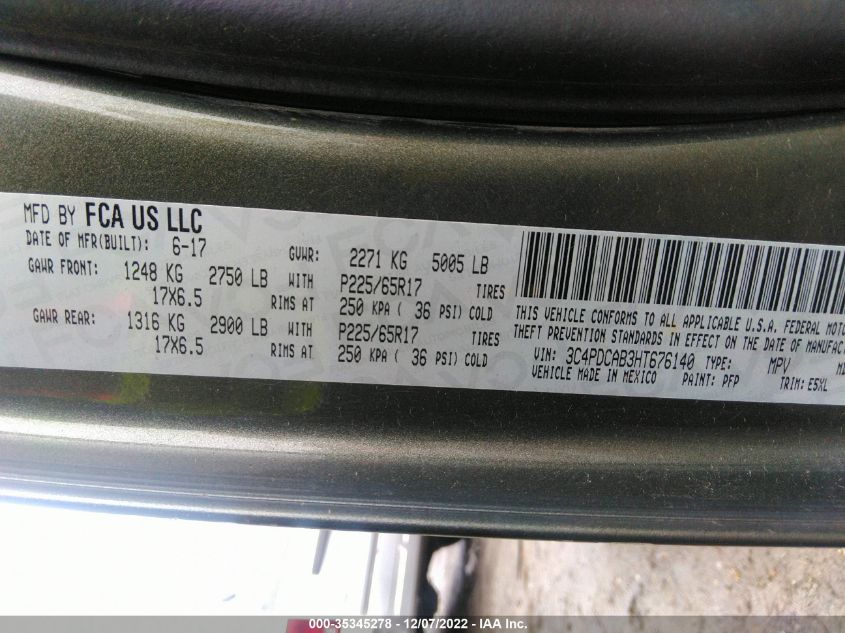 MFD BY FCA US LLC
DATE OF MFR(BUILT): 6-17 GVWR: 2271 KG 5005 LB
GAWR FRONT: 1248 KG 2750 LB WITH P225/65R17 TIRES
17X6.5 RIMS AT 250 KPA ( 36 PSI) COLD
GAWR REAR: 1316 KG 2900 LB WITH P225/65R17 TIRES
17X6.5 RIMS AT 250 KPA ( 36 PSI) COLD
THIS VEHICLE CONFORMS TO ALL APPLICABLE U.S.A. FEDERAL MOTOR
THEFT PREVENTION STANDARDS IN EFFECT ON THE DATE OF MANUFAC
VIN: 3C4PDCAB3HT676140 TYPE: MPV
VEHICLE MADE IN MEXICO PAINT: PFP TRIM: E5XL
000-35345278 - 12/07/2022 - IAA Inc.